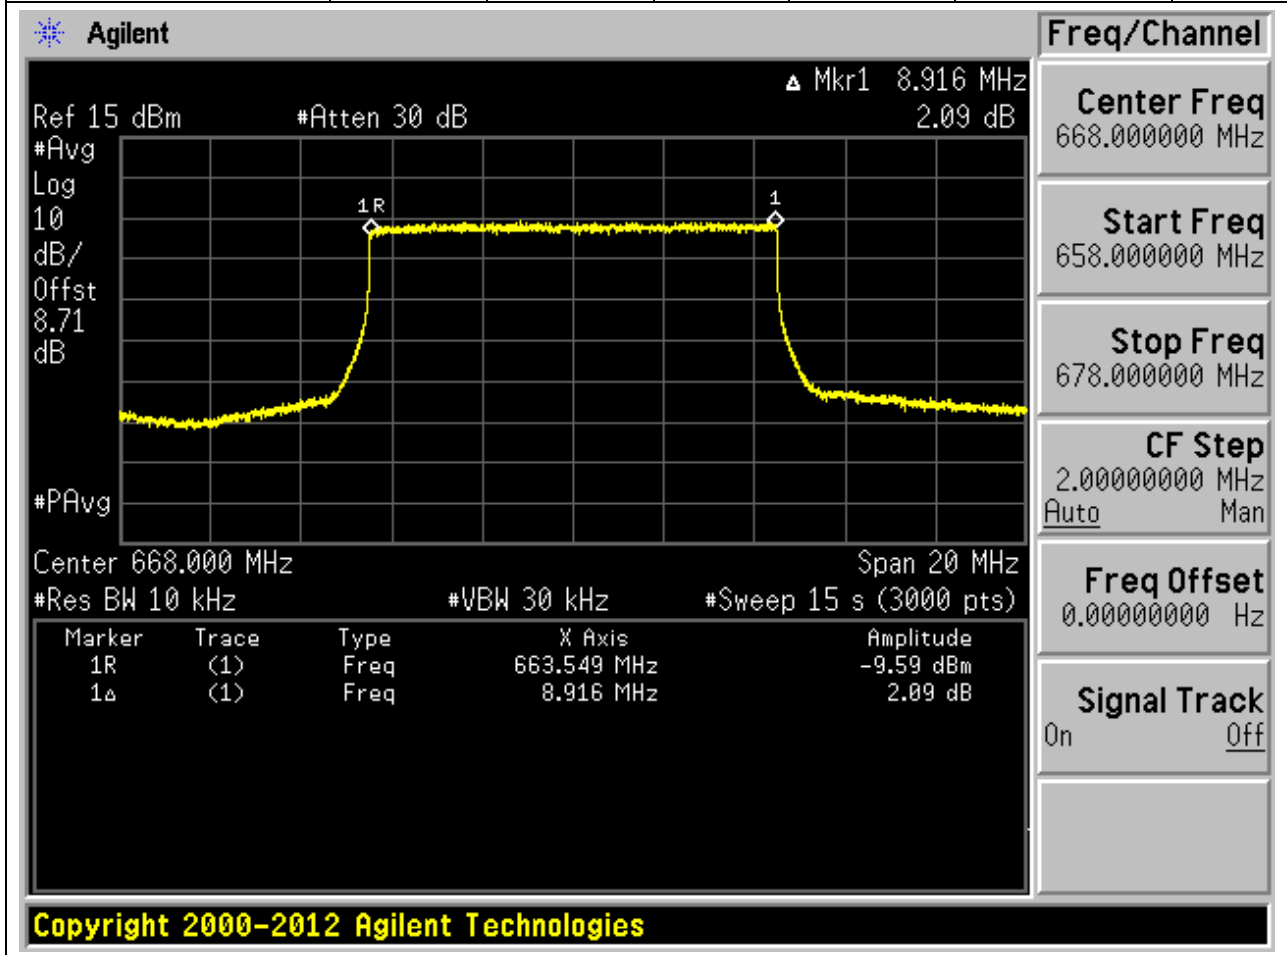 Agilent
Freq/Channel
Δ Mkr1 8.916 MHz
Ref 15 dBm #Atten 30 dB 2.09 dB
#Avg
Log
10
dB/
Offst
8.71
dB
1R
1
#PAvg
Center 668.000 MHz Span 20 MHz
#Res BW 10 kHz #VBW 30 kHz #Sweep 15 s (3000 pts)
Marker Trace Type X Axis Amplitude
1R (1) Freq 663.549 MHz -9.59 dBm
1Δ (1) Freq 8.916 MHz 2.09 dB
Center Freq
668.000000 MHz
Start Freq
658.000000 MHz
Stop Freq
678.000000 MHz
CF Step
2.00000000 MHz
Auto Man
Freq Offset
0.00000000 Hz
Signal Track
On Off
Copyright 2000-2012 Agilent Technologies